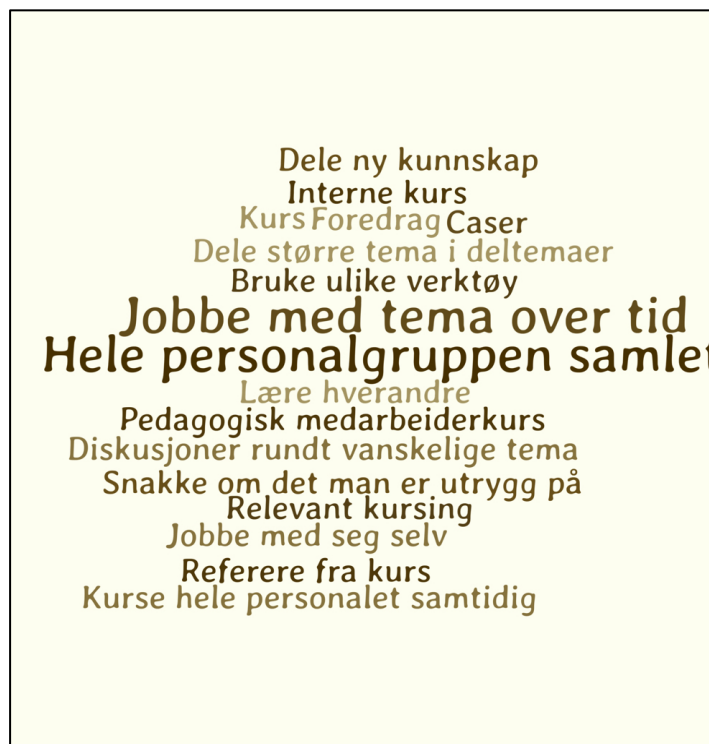 Dele ny kunnskap
Interne kurs
Kurs Foredrag Caser
Dele større tema i deltemaer
Bruke ulike verktøy
Jobbe med tema over tid
Hele personalgruppen samlet
Lære hverandre
Pedagogisk medarbeiderkurs
Diskusjoner rundt vanskelige tema
Snakke om det man er utrygg på
Relevant kursing
Jobbe med seg selv
Referere fra kurs
Kurse hele personalet samtidig